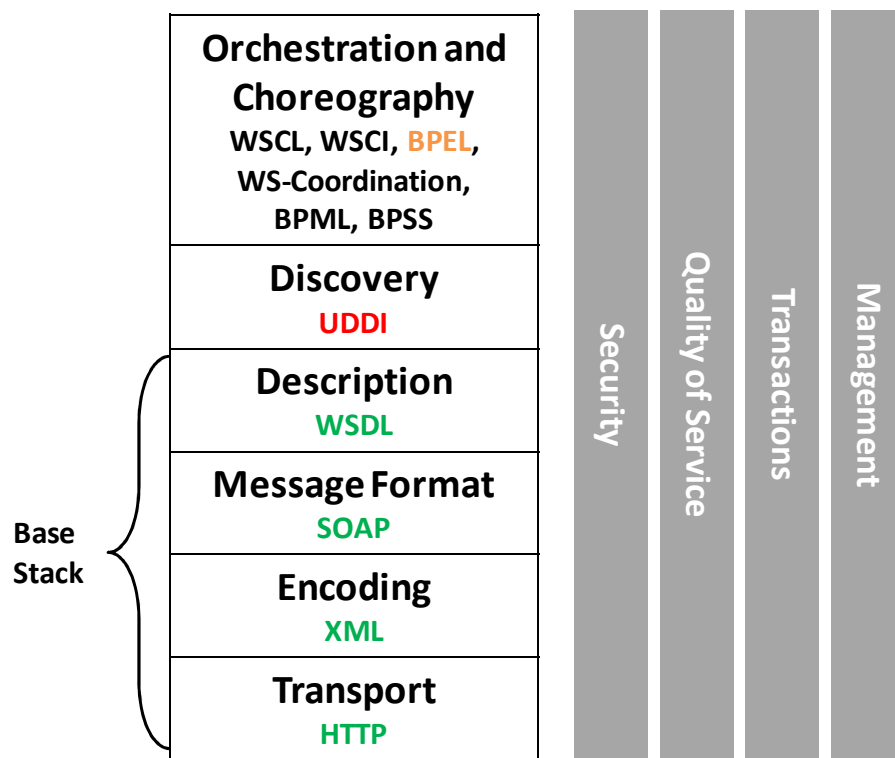 Orchestration and
Choreography
WSCL, WSCI, BPEL,
WS-Coordination,
BPML, BPSS
Discovery
UDDI
Description
WSDL
Message Format
SOAP
Encoding
XML
Transport
HTTP
Base
Stack
Security
Quality of Service
Transactions
Management